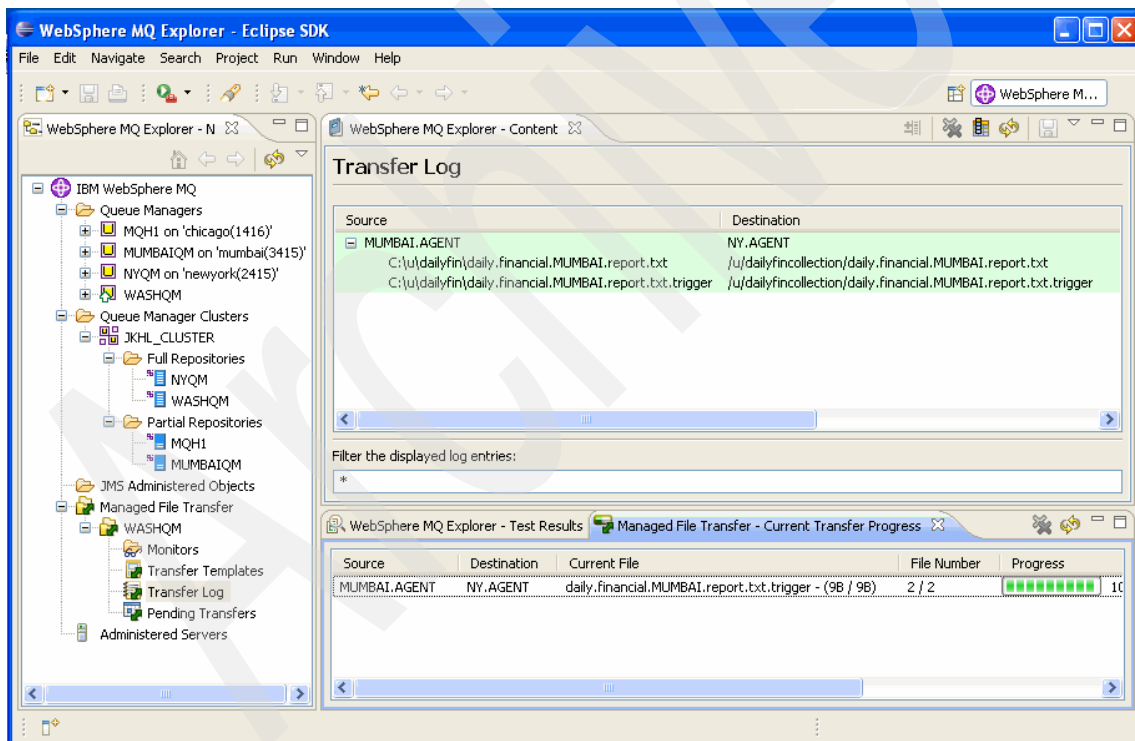 WebSphere MQ Explorer - Eclipse SDK
File Edit Navigate Search Project Run Window Help
WebSphere M...
WebSphere MQ Explorer - N
IBM WebSphere MQ
Queue Managers
MQH1 on 'chicago(1416)'
MUMBAIQM on 'mumbai(3415)'
NYQM on 'newyork(2415)'
WASHQM
Queue Manager Clusters
JKHL_CLUSTER
Full Repositories
NYQM
WASHQM
Partial Repositories
MQH1
MUMBAIQM
JMS Administered Objects
Managed File Transfer
WASHQM
Monitors
Transfer Templates
Transfer Log
Pending Transfers
Administered Servers
WebSphere MQ Explorer - Content
Transfer Log
Source Destination
MUMBAI.AGENT NY.AGENT
C:\u\dailyfin\daily.financial.MUMBAI.report.txt /u/dailyfincollection/daily.financial.MUMBAI.report.txt
C:\u\dailyfin\daily.financial.MUMBAI.report.txt.trigger /u/dailyfincollection/daily.financial.MUMBAI.report.txt.trigger
Filter the displayed log entries:
*
WebSphere MQ Explorer - Test Results Managed File Transfer - Current Transfer Progress
Source Destination Current File File Number Progress
MUMBAI.AGENT NY.AGENT daily.financial.MUMBAI.report.txt.trigger - (9B / 9B) 2 / 2